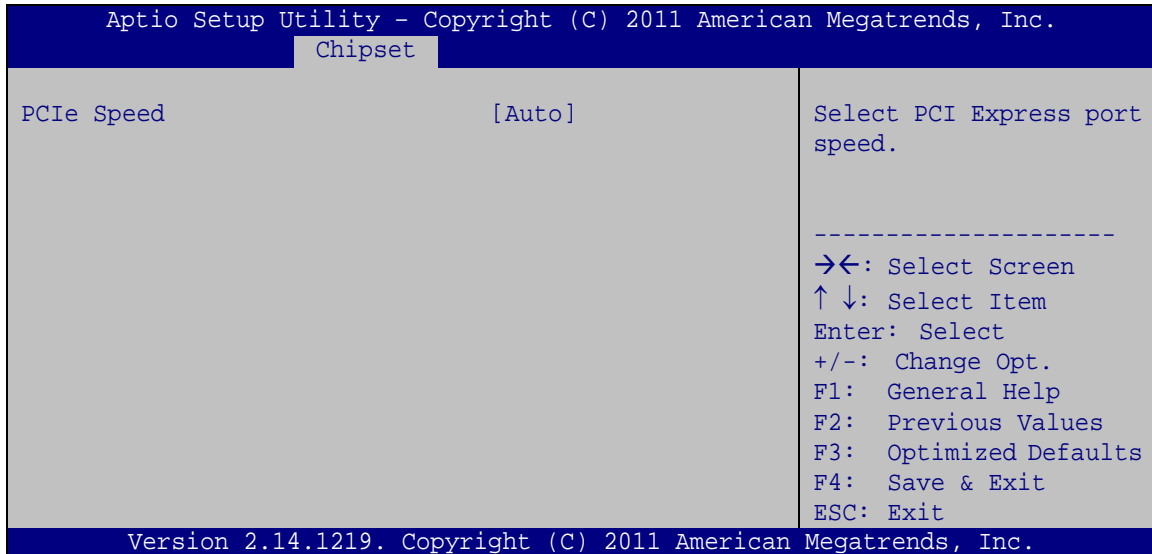 Aptio Setup Utility – Copyright (C) 2011 American Megatrends, Inc.
Chipset
PCIe Speed [Auto]
Select PCI Express port
speed.
---------------------
→←: Select Screen
↑ ↓: Select Item
Enter: Select
+/-: Change Opt.
F1: General Help
F2: Previous Values
F3: Optimized Defaults
F4: Save & Exit
ESC: Exit
Version 2.14.1219. Copyright (C) 2011 American Megatrends, Inc.